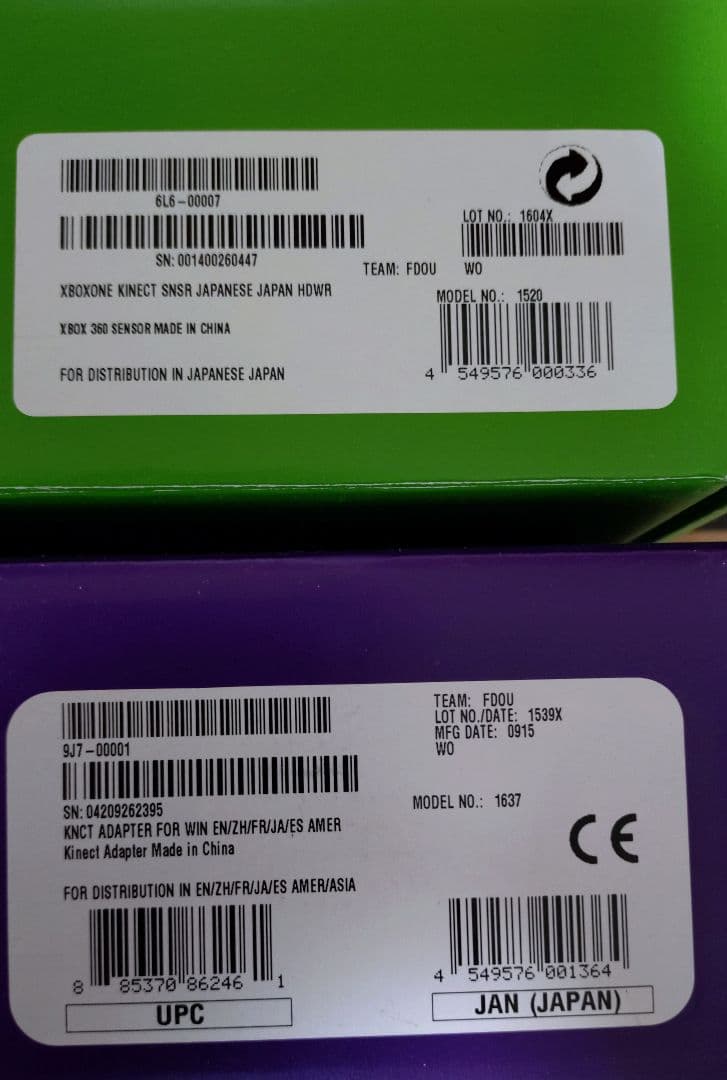 6L6-00007
SN: 001400260447
XBOXONE KINECT SNSR JAPANESE JAPAN HDWR
XBOX 360 SENSOR MADE IN CHINA
FOR DISTRIBUTION IN JAPANESE JAPAN
LOT NO.: 1604X
TEAM: FDOU WO
MODEL NO.: 1520
4 549576 000336
9J7-00001
SN: 04209262395
KNCT ADAPTER FOR WIN EN/ZH/FR/JA/ES AMER
Kinect Adapter Made in China
FOR DISTRIBUTION IN EN/ZH/FR/JA/ES AMER/ASIA
TEAM: FDOU
LOT NO./DATE: 1539X
MFG DATE: 0915
WO
MODEL NO.: 1637
CE
8 85370 86246 1
UPC
4 549576 001364
JAN (JAPAN)